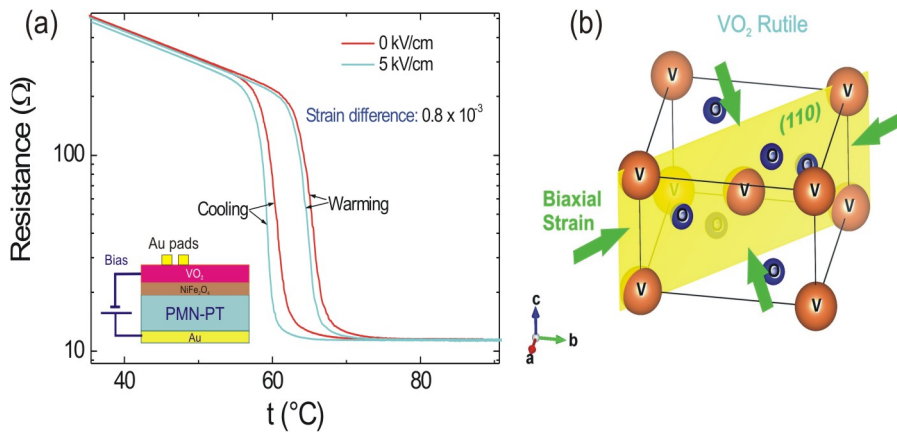 (a)
0 kV/cm
5 kV/cm
Strain difference: 0.8 x 10⁻³
Resistance (Ω)
100
10
Cooling
Warming
Au pads
Bias
VO₂
NiFe₂O₄
PMN-PT
Au
40
60
80
t (°C)
(b)
VO₂ Rutile
V
V
O
(110)
O
O
V
V
V
V
V
O
Biaxial
Strain
O
V
V
c
b
a